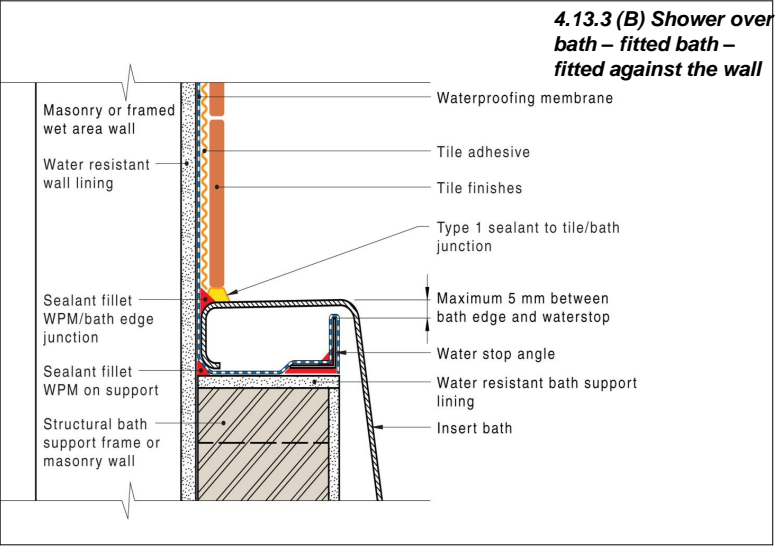 4.13.3 (B) Shower over
bath – fitted bath –
fitted against the wall
Masonry or framed
wet area wall
Water resistant
wall lining
Sealant fillet
WPM/bath edge
junction
Sealant fillet
WPM on support
Structural bath
support frame or
masonry wall
Waterproofing membrane
Tile adhesive
Tile finishes
Type 1 sealant to tile/bath
junction
Maximum 5 mm between
bath edge and waterstop
Water stop angle
Water resistant bath support
lining
Insert bath